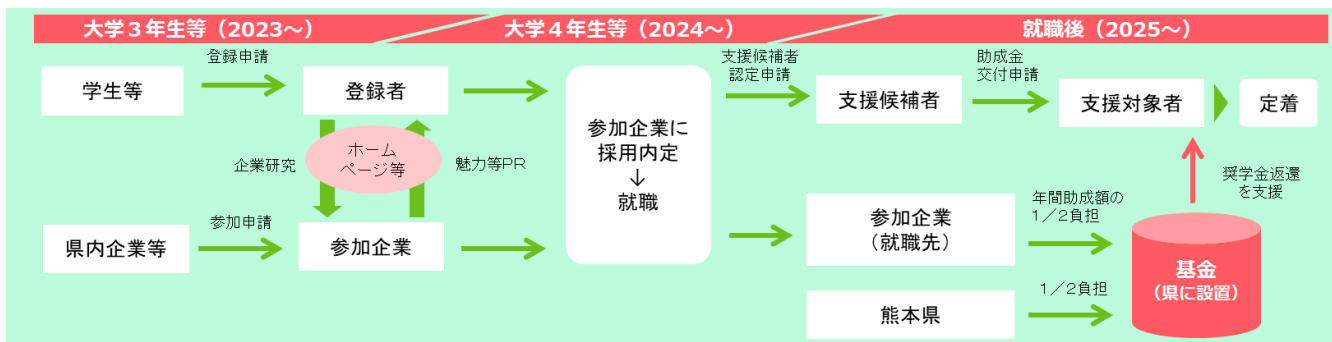 大学３年生等（2023～）
大学４年生等（2024～）
就職後（2025～）
学生等
登録申請
登録者
企業研究
ホーム
ページ等
魅力等PR
県内企業等
参加申請
参加企業
参加企業に
採用内定
↓
就職
支援候補者
認定申請
支援候補者
助成金
交付申請
支援対象者
定着
参加企業
（就職先）
年間助成額の
１／２負担
熊本県
１／２負担
基金
（県に設置）
奨学金返還
を支援